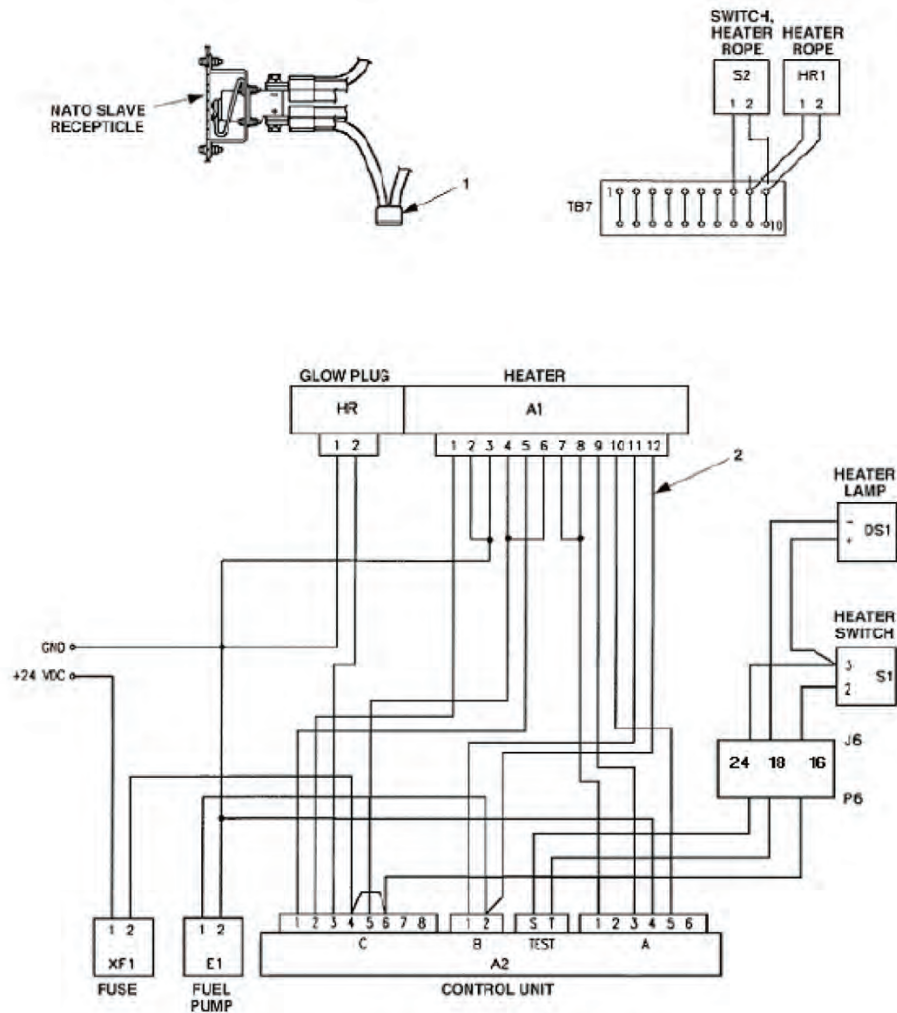 SWITCH,
HEATER HEATER
ROPE ROPE
S2 HR1
1 2 1 2
NATO SLAVE
RECEPTICLE
1
1
TB7
10
GLOW PLUG HEATER
HR A1
1 2 1 2 3 4 5 6 7 8 9 10 11 12
2
HEATER
LAMP
-
+
DS1
HEATER
SWITCH
3
2
S1
GND
+24 VDC
J6
24 18 16
P6
1 2 1 2 1 2 3 4 5 6 7 8 1 2 S T 1 2 3 4 5 6
C B TEST A
XF1 E1 A2
FUSE FUEL
PUMP
CONTROL UNIT